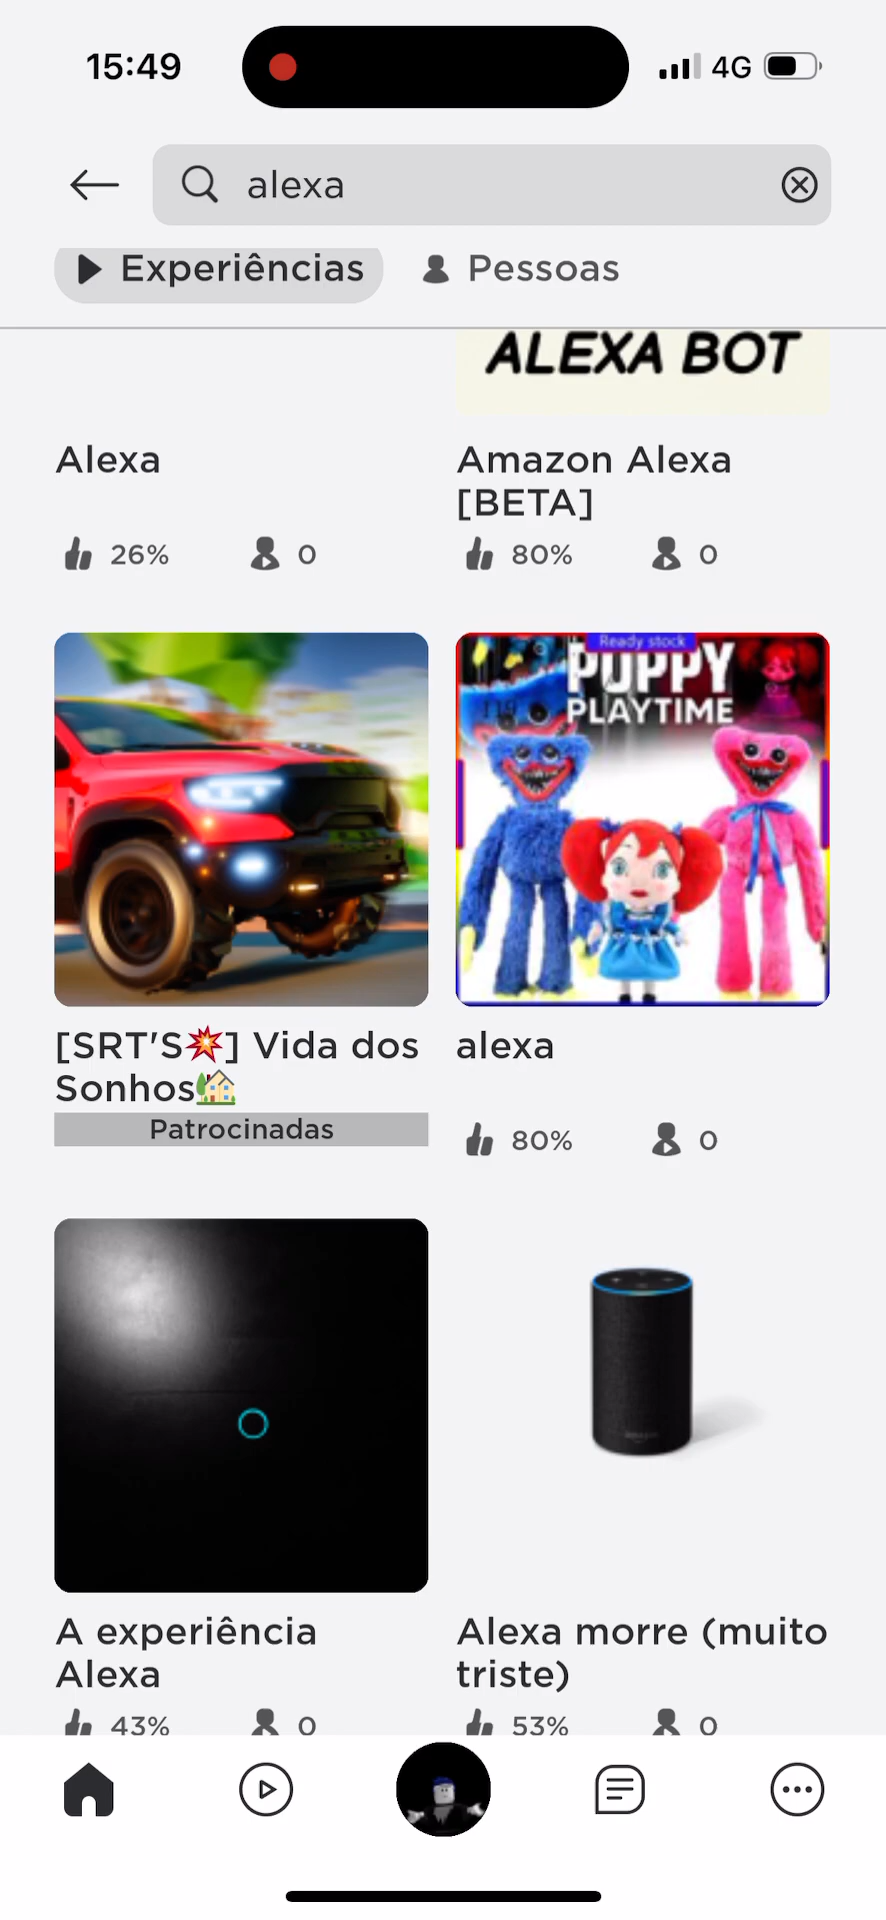 15:49
4G
alexa
Experiências
Pessoas
ALEXA BOT
Alexa
26%
0
Amazon Alexa
[BETA]
80%
0
Ready stock
POPPY
PLAYTIME
[SRT'S💥] Vida dos
Sonhos🏡
Patrocinadas
alexa
80%
0
A experiência
Alexa
43%
0
Alexa morre (muito
triste)
53%
0